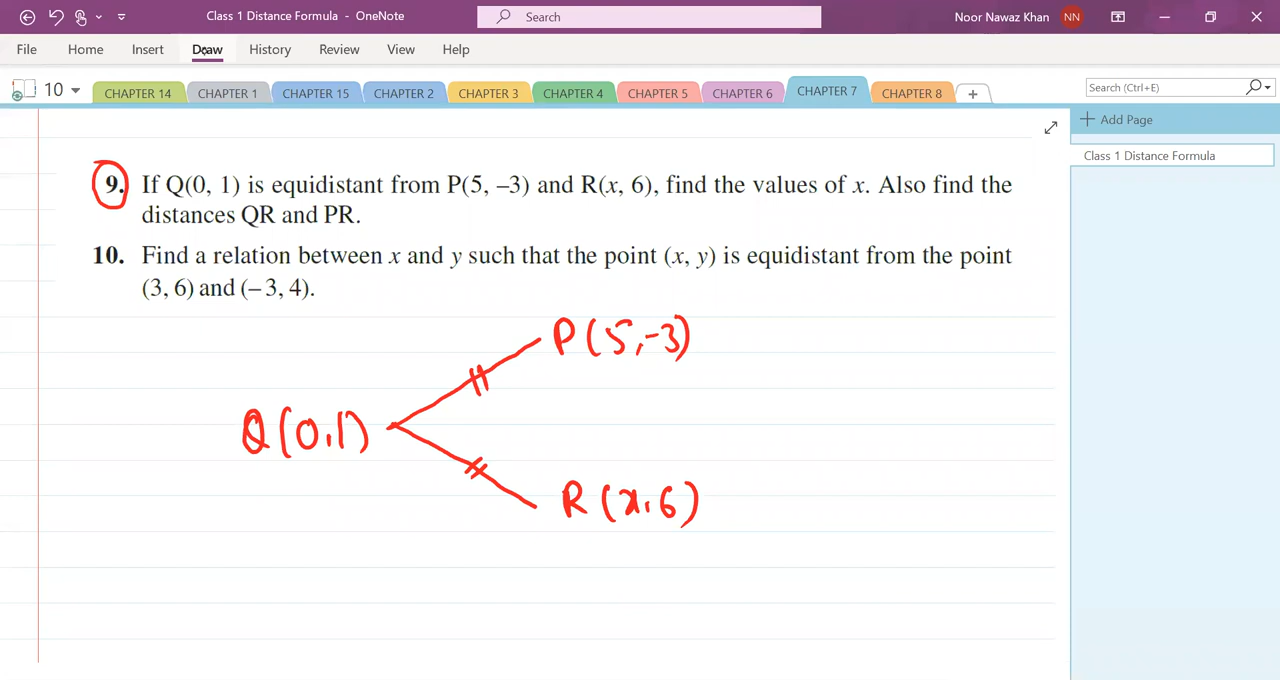 Class 1 Distance Formula - OneNote
Search
Noor Nawaz Khan NN
File Home Insert Draw History Review View Help
10 CHAPTER 14 CHAPTER 1 CHAPTER 15 CHAPTER 2 CHAPTER 3 CHAPTER 4 CHAPTER 5 CHAPTER 6 CHAPTER 7 CHAPTER 8 +
Search (Ctrl+E)
Add Page
Class 1 Distance Formula
9. If Q(0, 1) is equidistant from P(5, –3) and R(x, 6), find the values of x. Also find the
distances QR and PR.
10. Find a relation between x and y such that the point (x, y) is equidistant from the point
(3, 6) and (– 3, 4).
P(5,-3)
Q(0,1)
R(x,6)